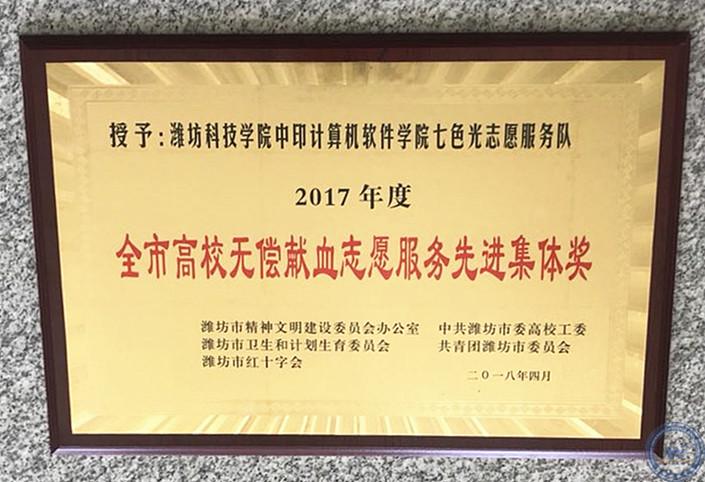 授予:潍坊科技学院中印计算机软件学院七色光志愿服务队
2017年度
全市高校无偿献血志愿服务先进集体奖
潍坊市精神文明建设委员会办公室 中共潍坊市委高校工委
潍坊市卫生和计划生育委员会 共青团潍坊市委员会
潍坊市红十字会
二〇一八年四月